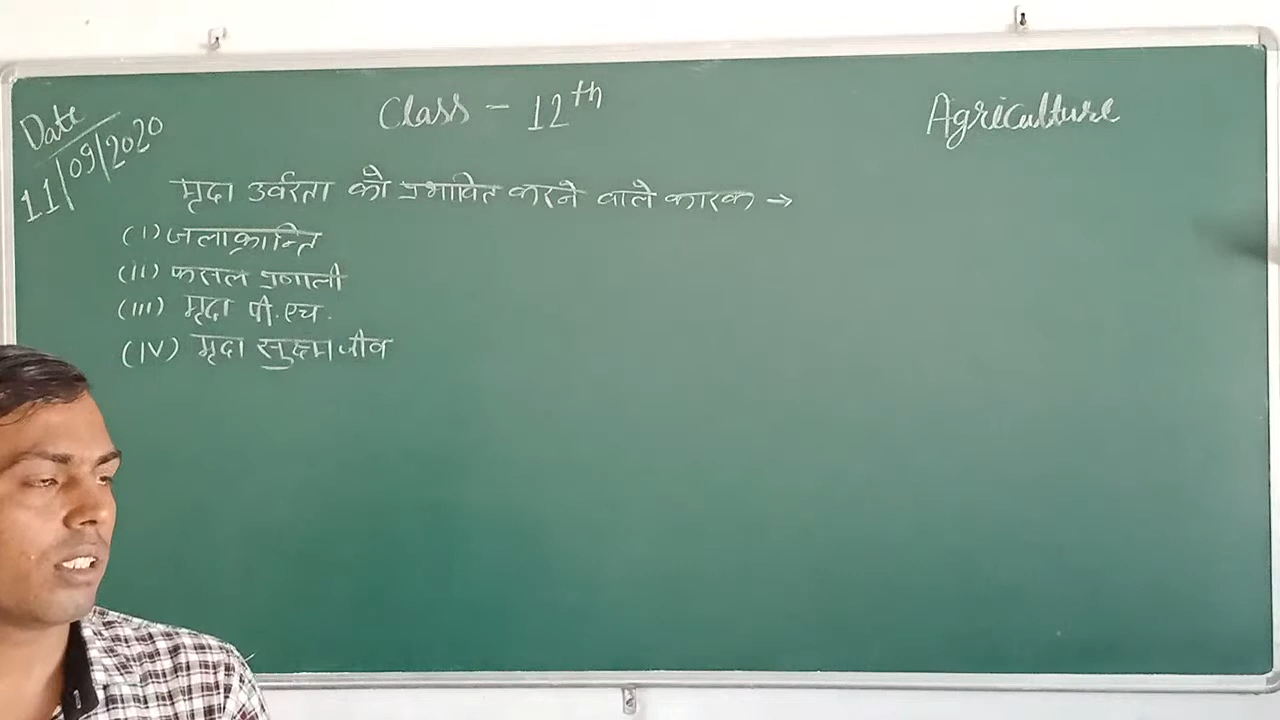 Date
11/09/2020
Class - 12th
Agriculture
मृदा उर्वरता को प्रभावित करने वाले कारक →
(I) जलाक्रान्ति
(II) फसल प्रणाली
(III) मृदा पी.एच.
(IV) मृदा सुक्ष्म जीव